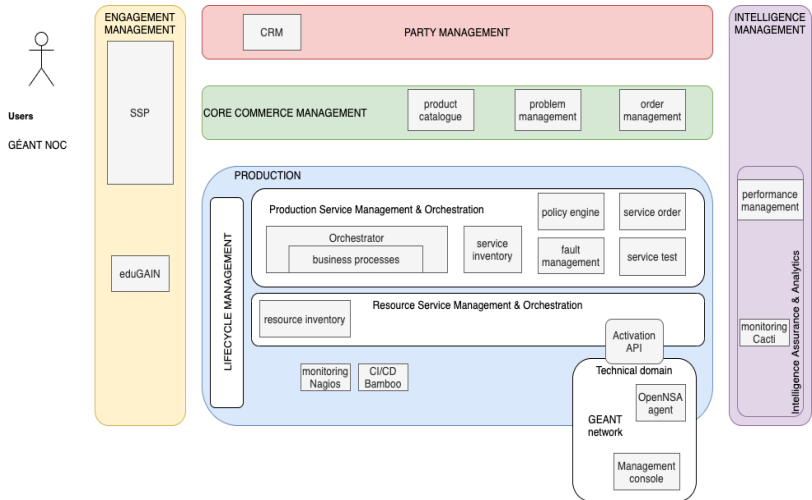 ENGAGEMENT
MANAGEMENT
SSP
eduGAIN
Users
GÉANT NOC
CRM
PARTY MANAGEMENT
CORE COMMERCE MANAGEMENT
product
catalogue
problem
management
order
management
PRODUCTION
LIFECYCLE MANAGEMENT
Production Service Management & Orchestration
Orchestrator
business processes
service
inventory
policy engine
service order
fault
management
service test
Resource Service Management & Orchestration
resource inventory
Activation
API
monitoring
Nagios
CI/CD
Bamboo
Technical domain
OpenNSA
agent
GEANT
network
Management
console
INTELLIGENCE
MANAGEMENT
performance
management
monitoring
Cacti
Intelligence Assurance & Analytics